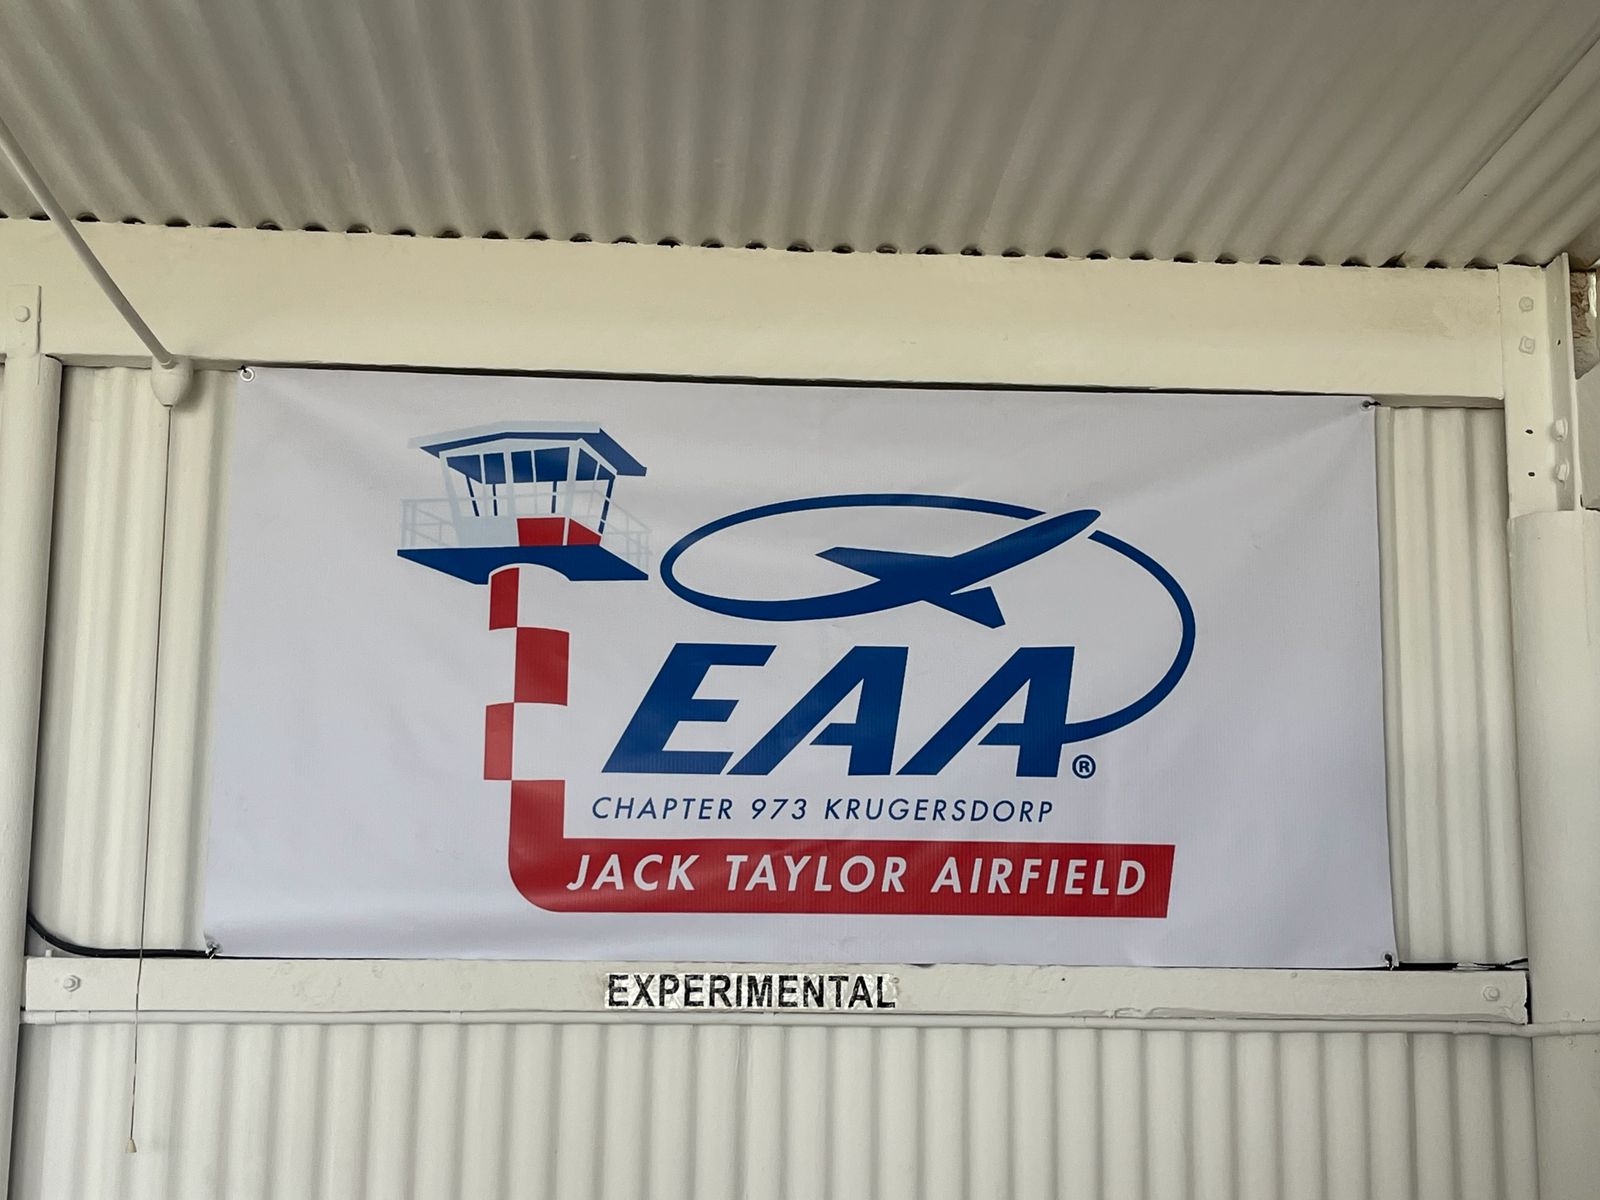 EAA®
CHAPTER 973 KRUGERSDORP
JACK TAYLOR AIRFIELD
EXPERIMENTAL